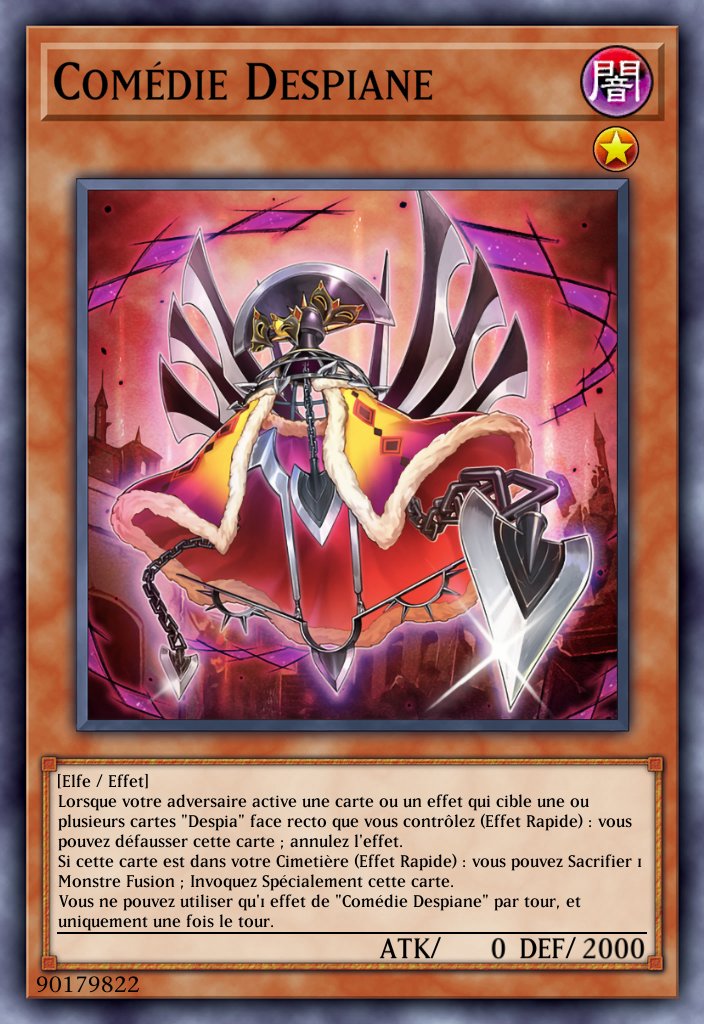 Comédie Despiane
闇
[Elfe / Effet]
Lorsque votre adversaire active une carte ou un effet qui cible une ou
plusieurs cartes "Despia" face recto que vous contrôlez (Effet Rapide) : vous
pouvez défausser cette carte ; annulez l'effet.
Si cette carte est dans votre Cimetière (Effet Rapide) : vous pouvez Sacrifier 1
Monstre Fusion ; Invoquez Spécialement cette carte.
Vous ne pouvez utiliser qu'1 effet de "Comédie Despiane" par tour, et
uniquement une fois le tour.
ATK/ 0 DEF/ 2000
90179822